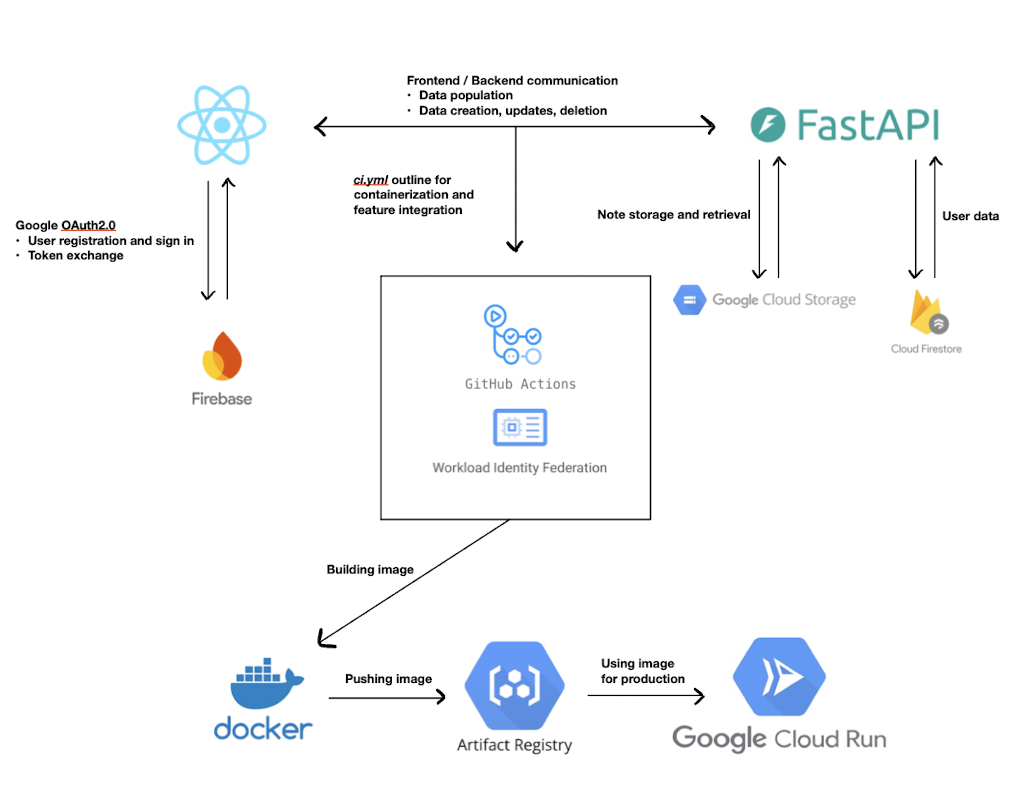 Frontend / Backend communication
• Data population
• Data creation, updates, deletion
FastAPI
ci.yml outline for
containerization and
feature integration
Google OAuth2.0
• User registration and sign in
• Token exchange
Note storage and retrieval
User data
Google Cloud Storage
Cloud Firestore
Firebase
GitHub Actions
Workload Identity Federation
Building image
docker
Pushing image
Artifact Registry
Using image
for production
Google Cloud Run